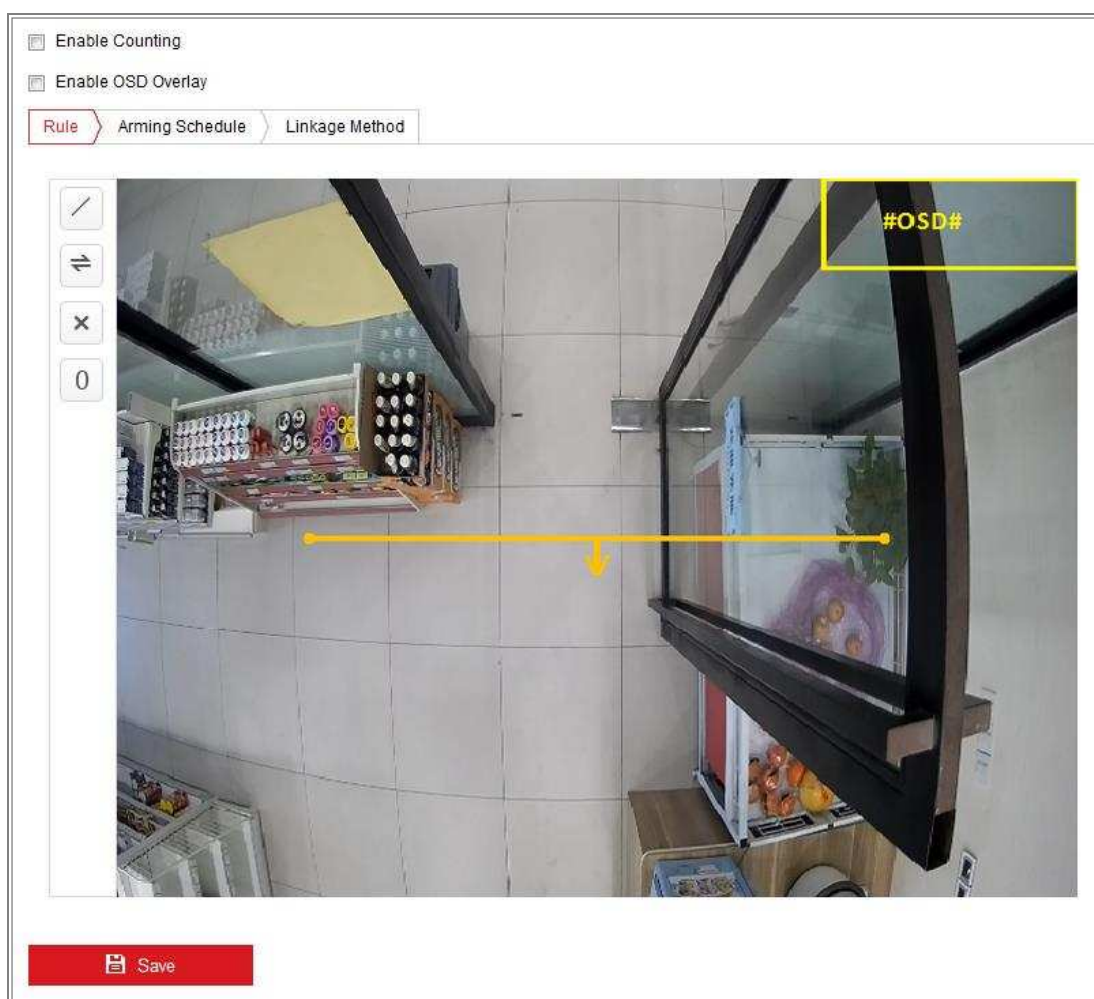 Enable Counting
Enable OSD Overlay
Rule
Arming Schedule
Linkage Method
#OSD#
0
Save